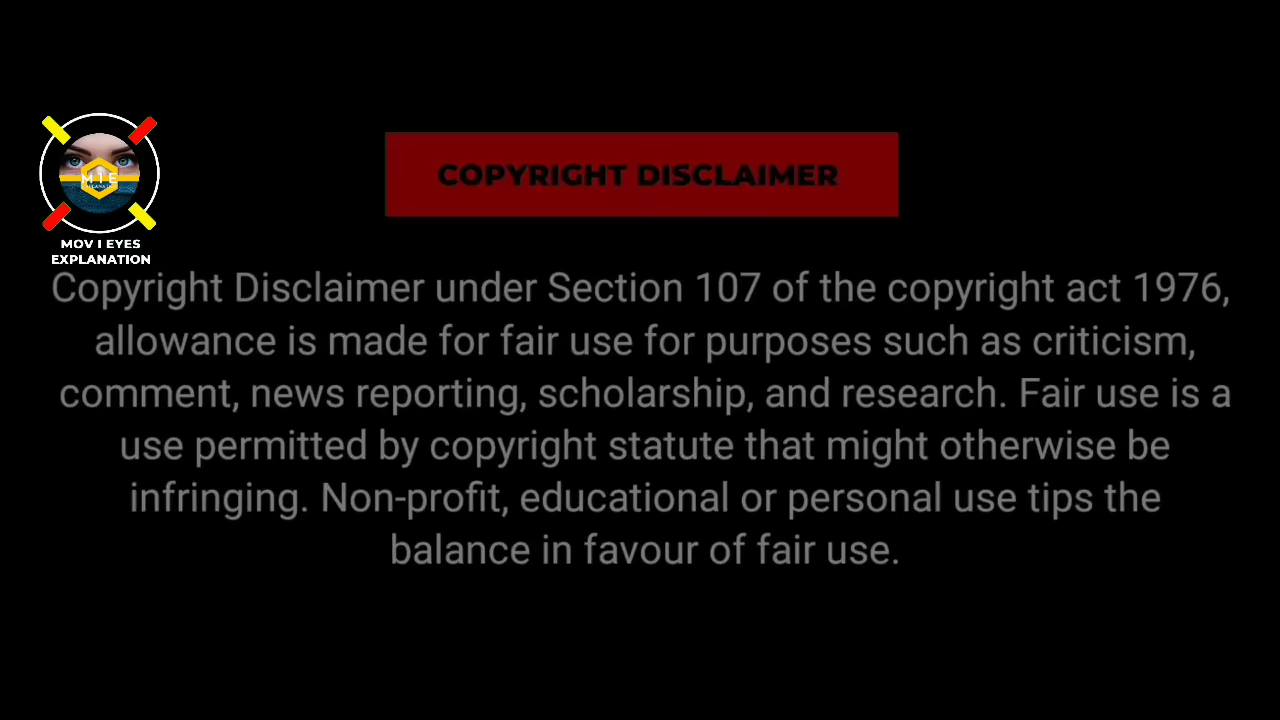 COPYRIGHT DISCLAIMER
MIE
MOV I EYES
EXPLANATION
Copyright Disclaimer under Section 107 of the copyright act 1976,
allowance is made for fair use for purposes such as criticism,
comment, news reporting, scholarship, and research. Fair use is a
use permitted by copyright statute that might otherwise be
infringing. Non-profit, educational or personal use tips the
balance in favour of fair use.